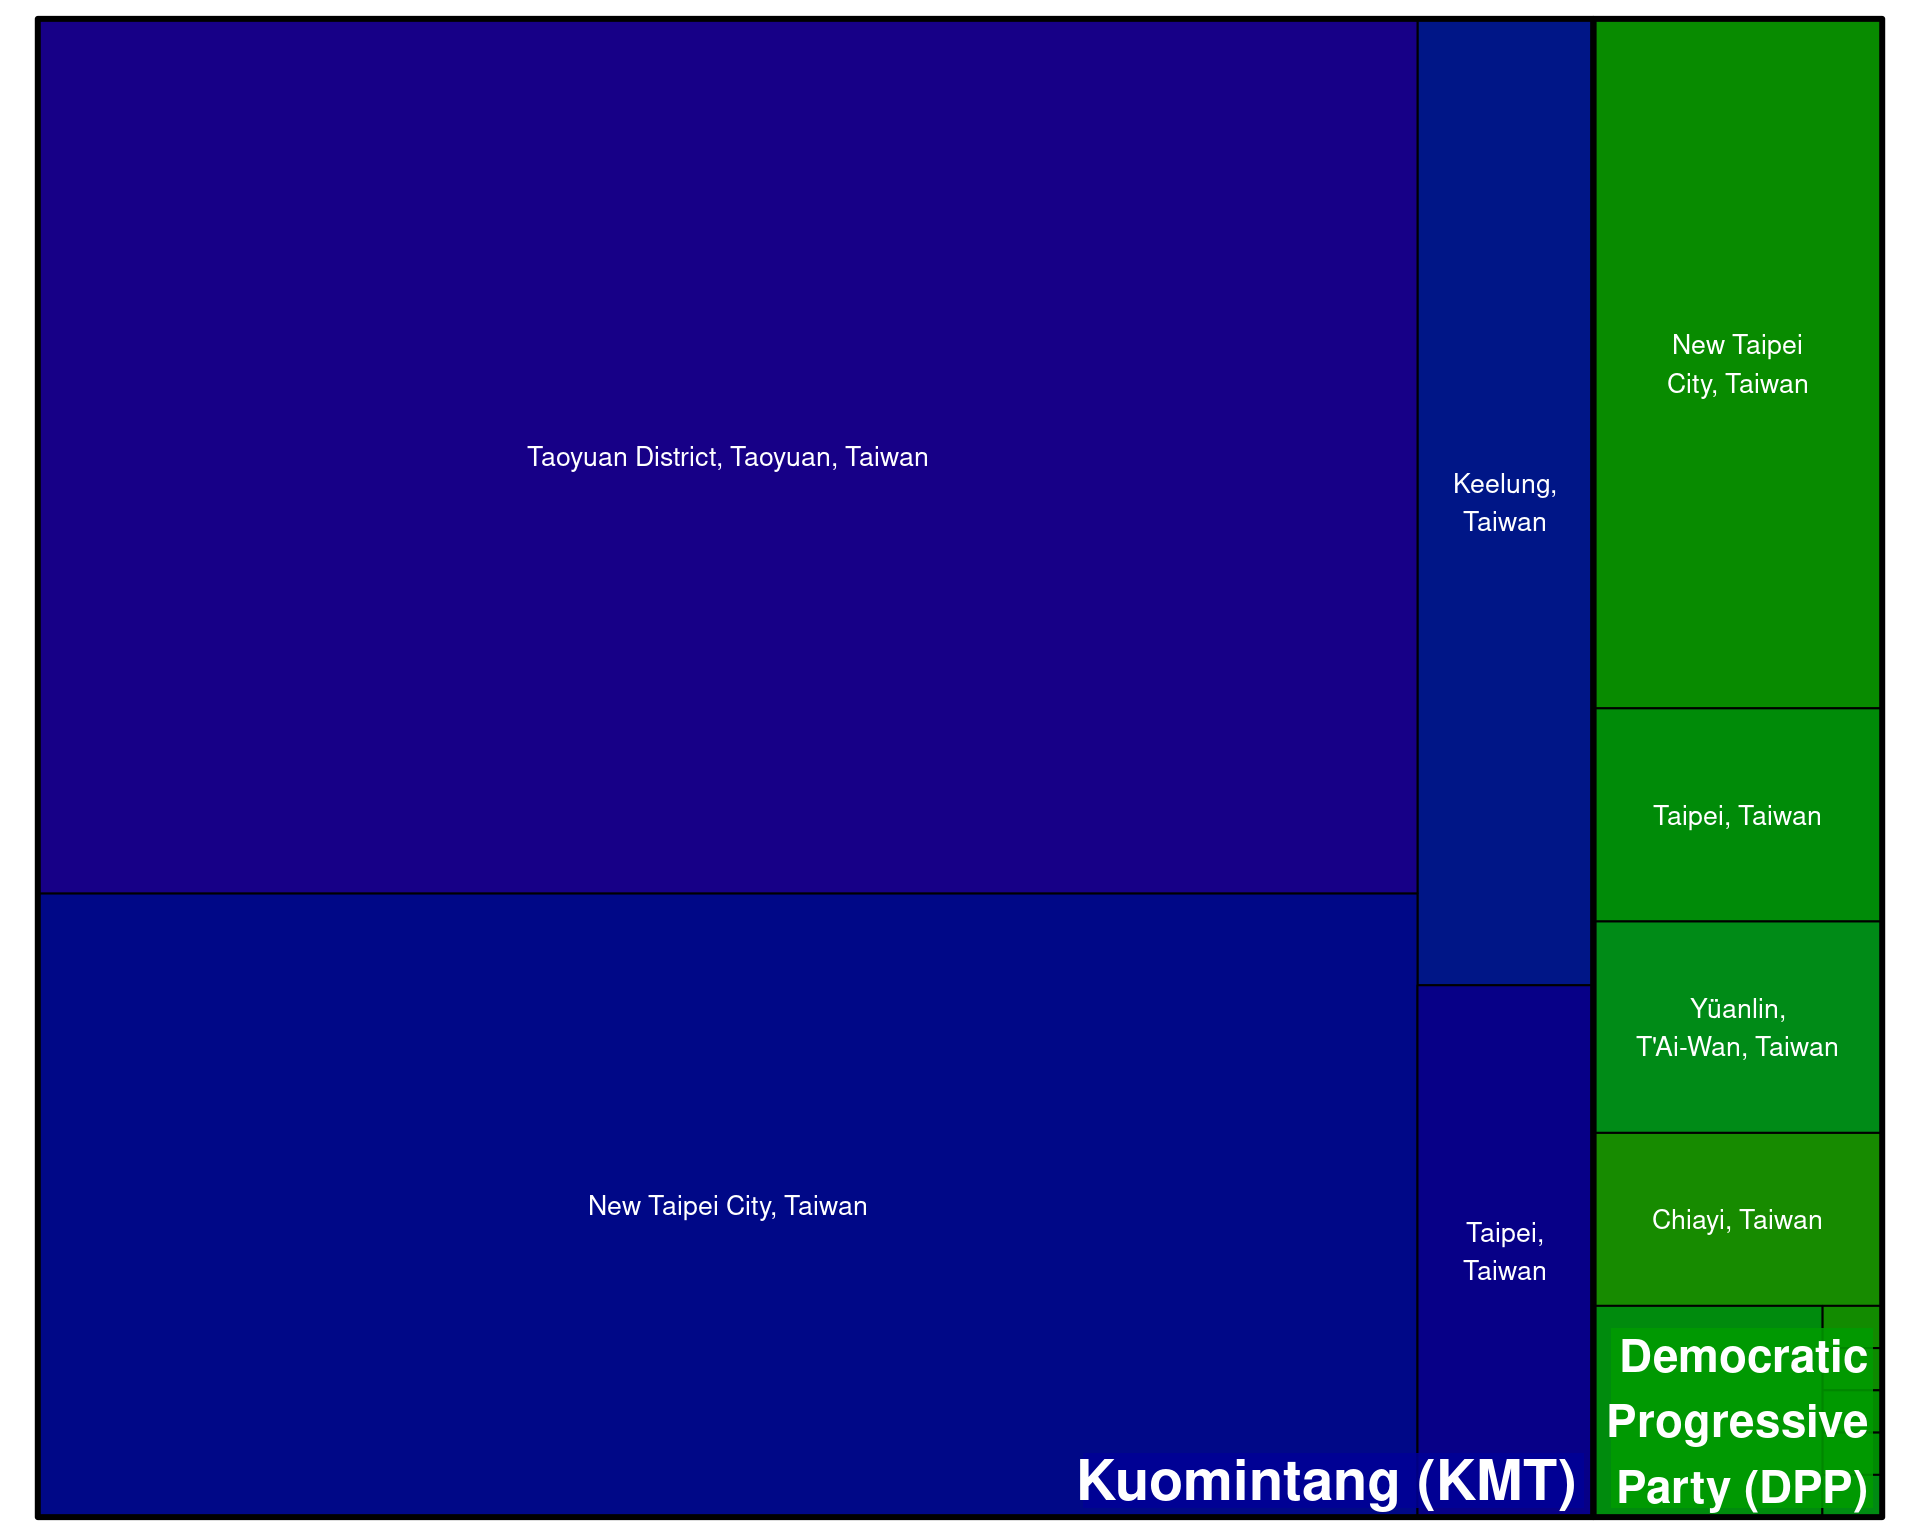 Taoyuan District, Taoyuan, Taiwan
New Taipei City, Taiwan
Keelung,
Taiwan
Taipei,
Taiwan
Kuomintang (KMT)
New Taipei
City, Taiwan
Taipei, Taiwan
Yüanlin,
T'Ai-Wan, Taiwan
Chiayi, Taiwan
Democratic
Progressive
Party (DPP)